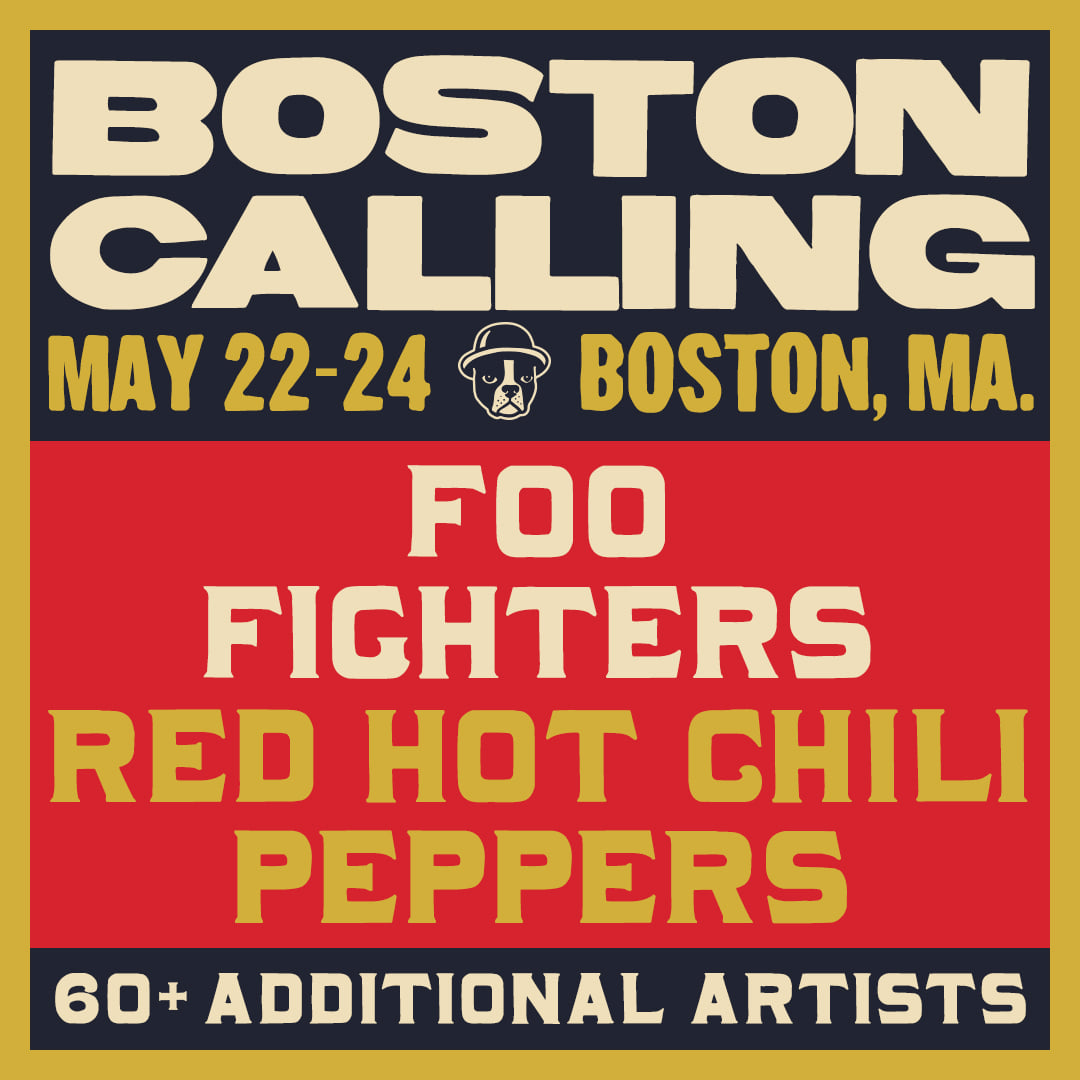 BOSTON
CALLING
MAY 22-24 BOSTON, MA.
FOO
FIGHTERS
RED HOT CHILI
PEPPERS
60+ ADDITIONAL ARTISTS